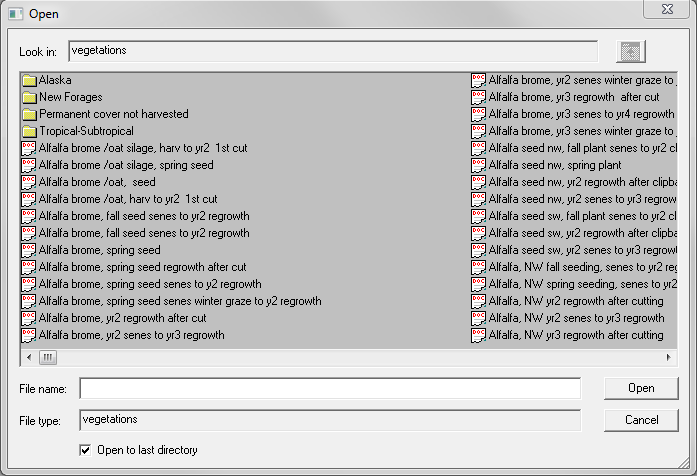 Open
Look in: vegetations
Alaska
New Forages
Permanent cover not harvested
Tropical-Subtropical
Alfalfa brome /oat silage, harv to yr2  1st cut
Alfalfa brome /oat silage, spring seed
Alfalfa brome /oat,  seed
Alfalfa brome /oat, harv to yr2  1st cut
Alfalfa brome, fall seed senes to yr2 regrowth
Alfalfa brome, fall seed senes to yr2 regrowth
Alfalfa brome, spring seed
Alfalfa brome, spring seed regrowth after cut
Alfalfa brome, spring seed senes to y2 regrowth
Alfalfa brome, spring seed senes winter graze to y2 regrowth
Alfalfa brome, yr2 regrowth after cut
Alfalfa brome, yr2 senes to yr3 regrowth
Alfalfa brome, yr2 senes winter graze to
Alfalfa brome, yr3 regrowth  after cut
Alfalfa brome, yr3 senes to yr4 regrowth
Alfalfa brome, yr3 senes winter graze to
Alfalfa seed nw, fall plant senes to yr2 cl
Alfalfa seed nw, spring plant
Alfalfa seed nw, yr2 regrowth after clipba
Alfalfa seed nw, yr2 senes to yr3 regrowt
Alfalfa seed sw, fall plant senes to yr2 cl
Alfalfa seed sw, yr2 regrowth after clipba
Alfalfa seed sw, yr2 senes to yr3 regrowt
Alfalfa, NW fall seeding, senes to yr2 reg
Alfalfa, NW spring seeding, senes to yr2
Alfalfa, NW yr2 regrowth after cutting
Alfalfa, NW yr2 senes to yr3 regrowth
Alfalfa, NW yr3 regrowth after cutting
File name: Open
File type: vegetations Cancel
Open to last directory